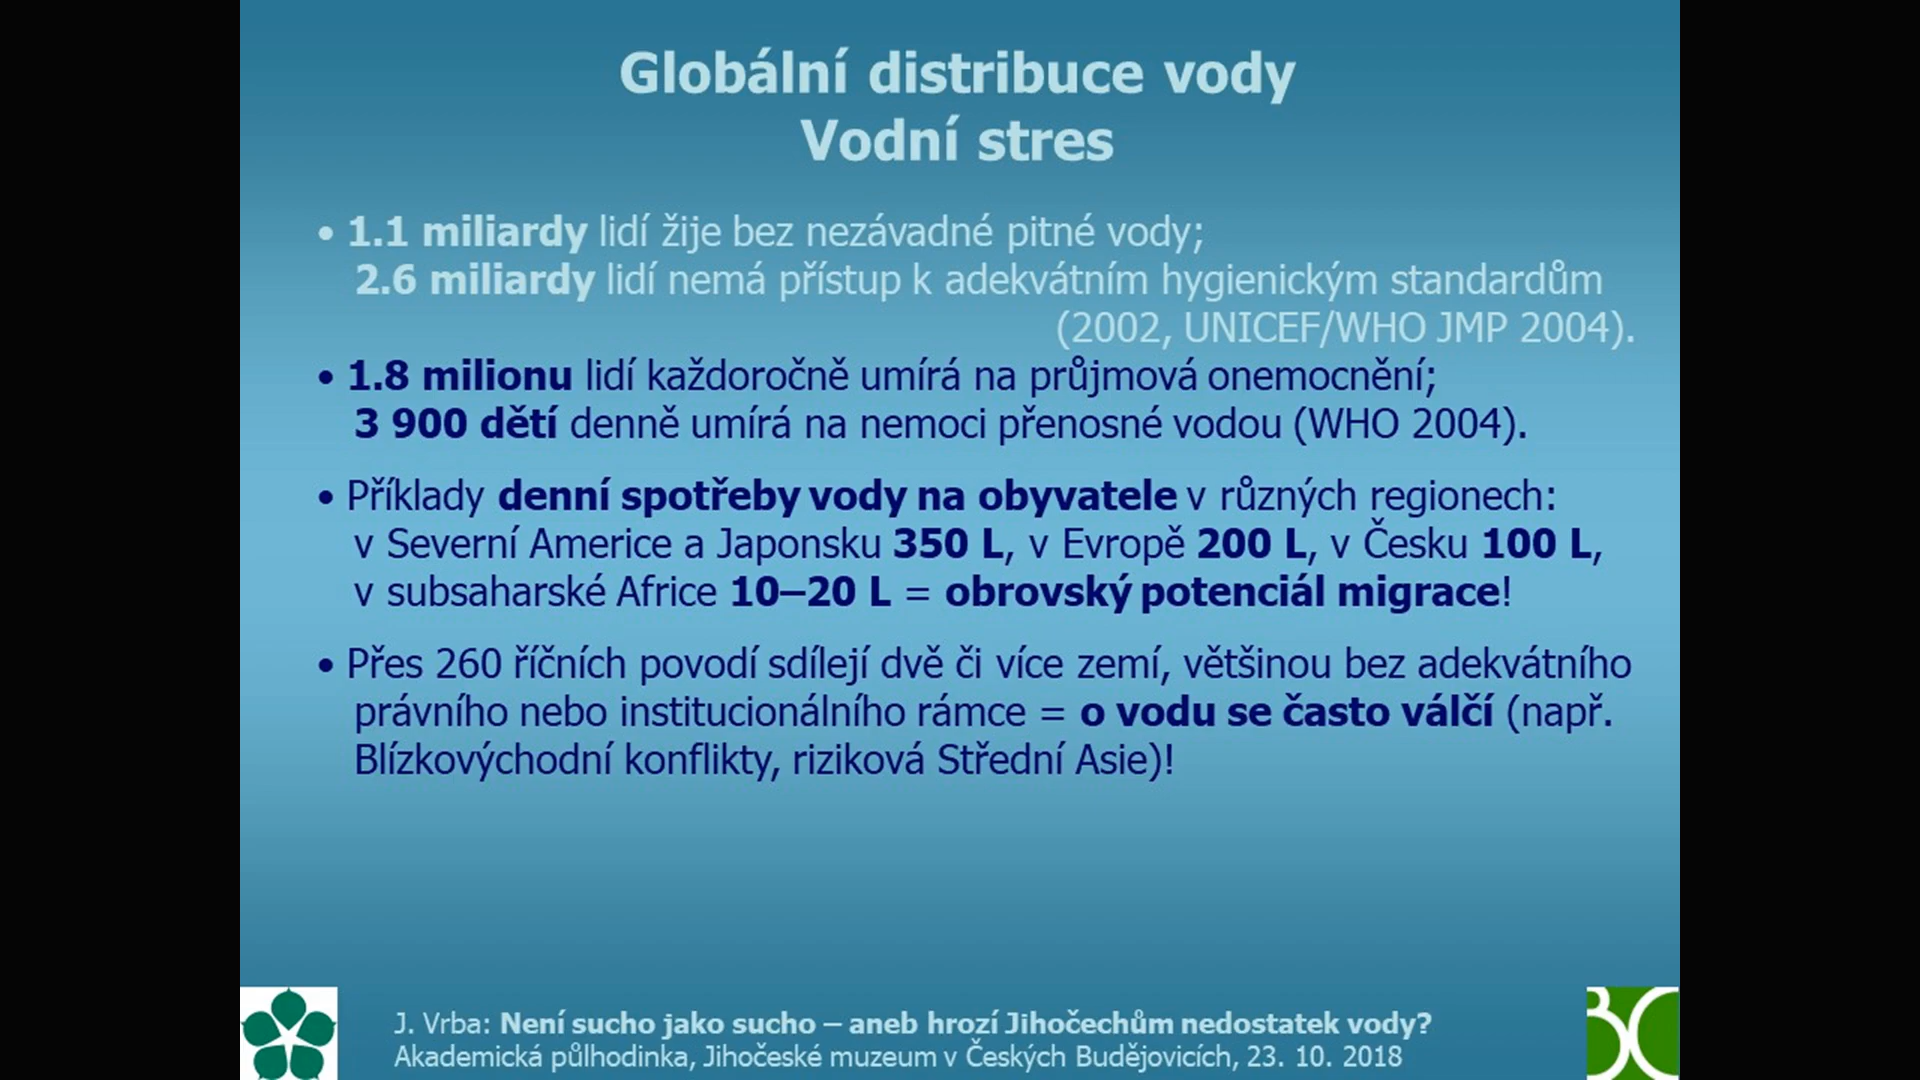 Globální distribuce vody
Vodní stres
• 1.1 miliardy lidí žije bez nezávadné pitné vody;
2.6 miliardy lidí nemá přístup k adekvátním hygienickým standardům
(2002, UNICEF/WHO JMP 2004).
• 1.8 milionu lidí každoročně umírá na průjmová onemocnění;
3 900 dětí denně umírá na nemoci přenosné vodou (WHO 2004).
• Příklady denní spotřeby vody na obyvatele v různých regionech:
v Severní Americe a Japonsku 350 L, v Evropě 200 L, v Česku 100 L,
v subsaharské Africe 10–20 L = obrovský potenciál migrace!
• Přes 260 říčních povodí sdílejí dvě či více zemí, většinou bez adekvátního
právního nebo institucionálního rámce = o vodu se často válčí (např.
Blízkovýchodní konflikty, riziková Střední Asie)!
J. Vrba: Není sucho jako sucho – aneb hrozí Jihočechům nedostatek vody?
Akademická půlhodinka, Jihočeské muzeum v Českých Budějovicích, 23. 10. 2018
BC